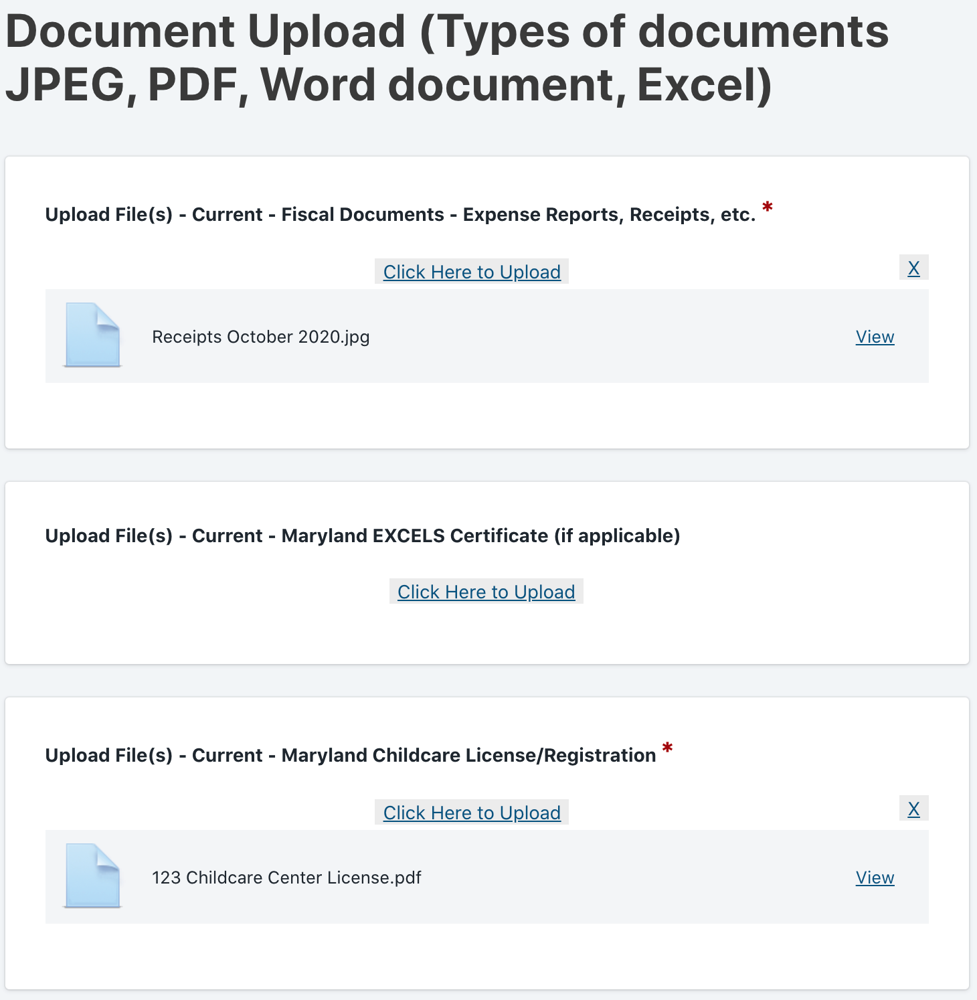 Document Upload (Types of documents
JPEG, PDF, Word document, Excel)
Upload File(s) - Current - Fiscal Documents - Expense Reports, Receipts, etc. *
Click Here to Upload
X
Receipts October 2020.jpg
View
Upload File(s) - Current - Maryland EXCELS Certificate (if applicable)
Click Here to Upload
Upload File(s) - Current - Maryland Childcare License/Registration *
Click Here to Upload
X
123 Childcare Center License.pdf
View